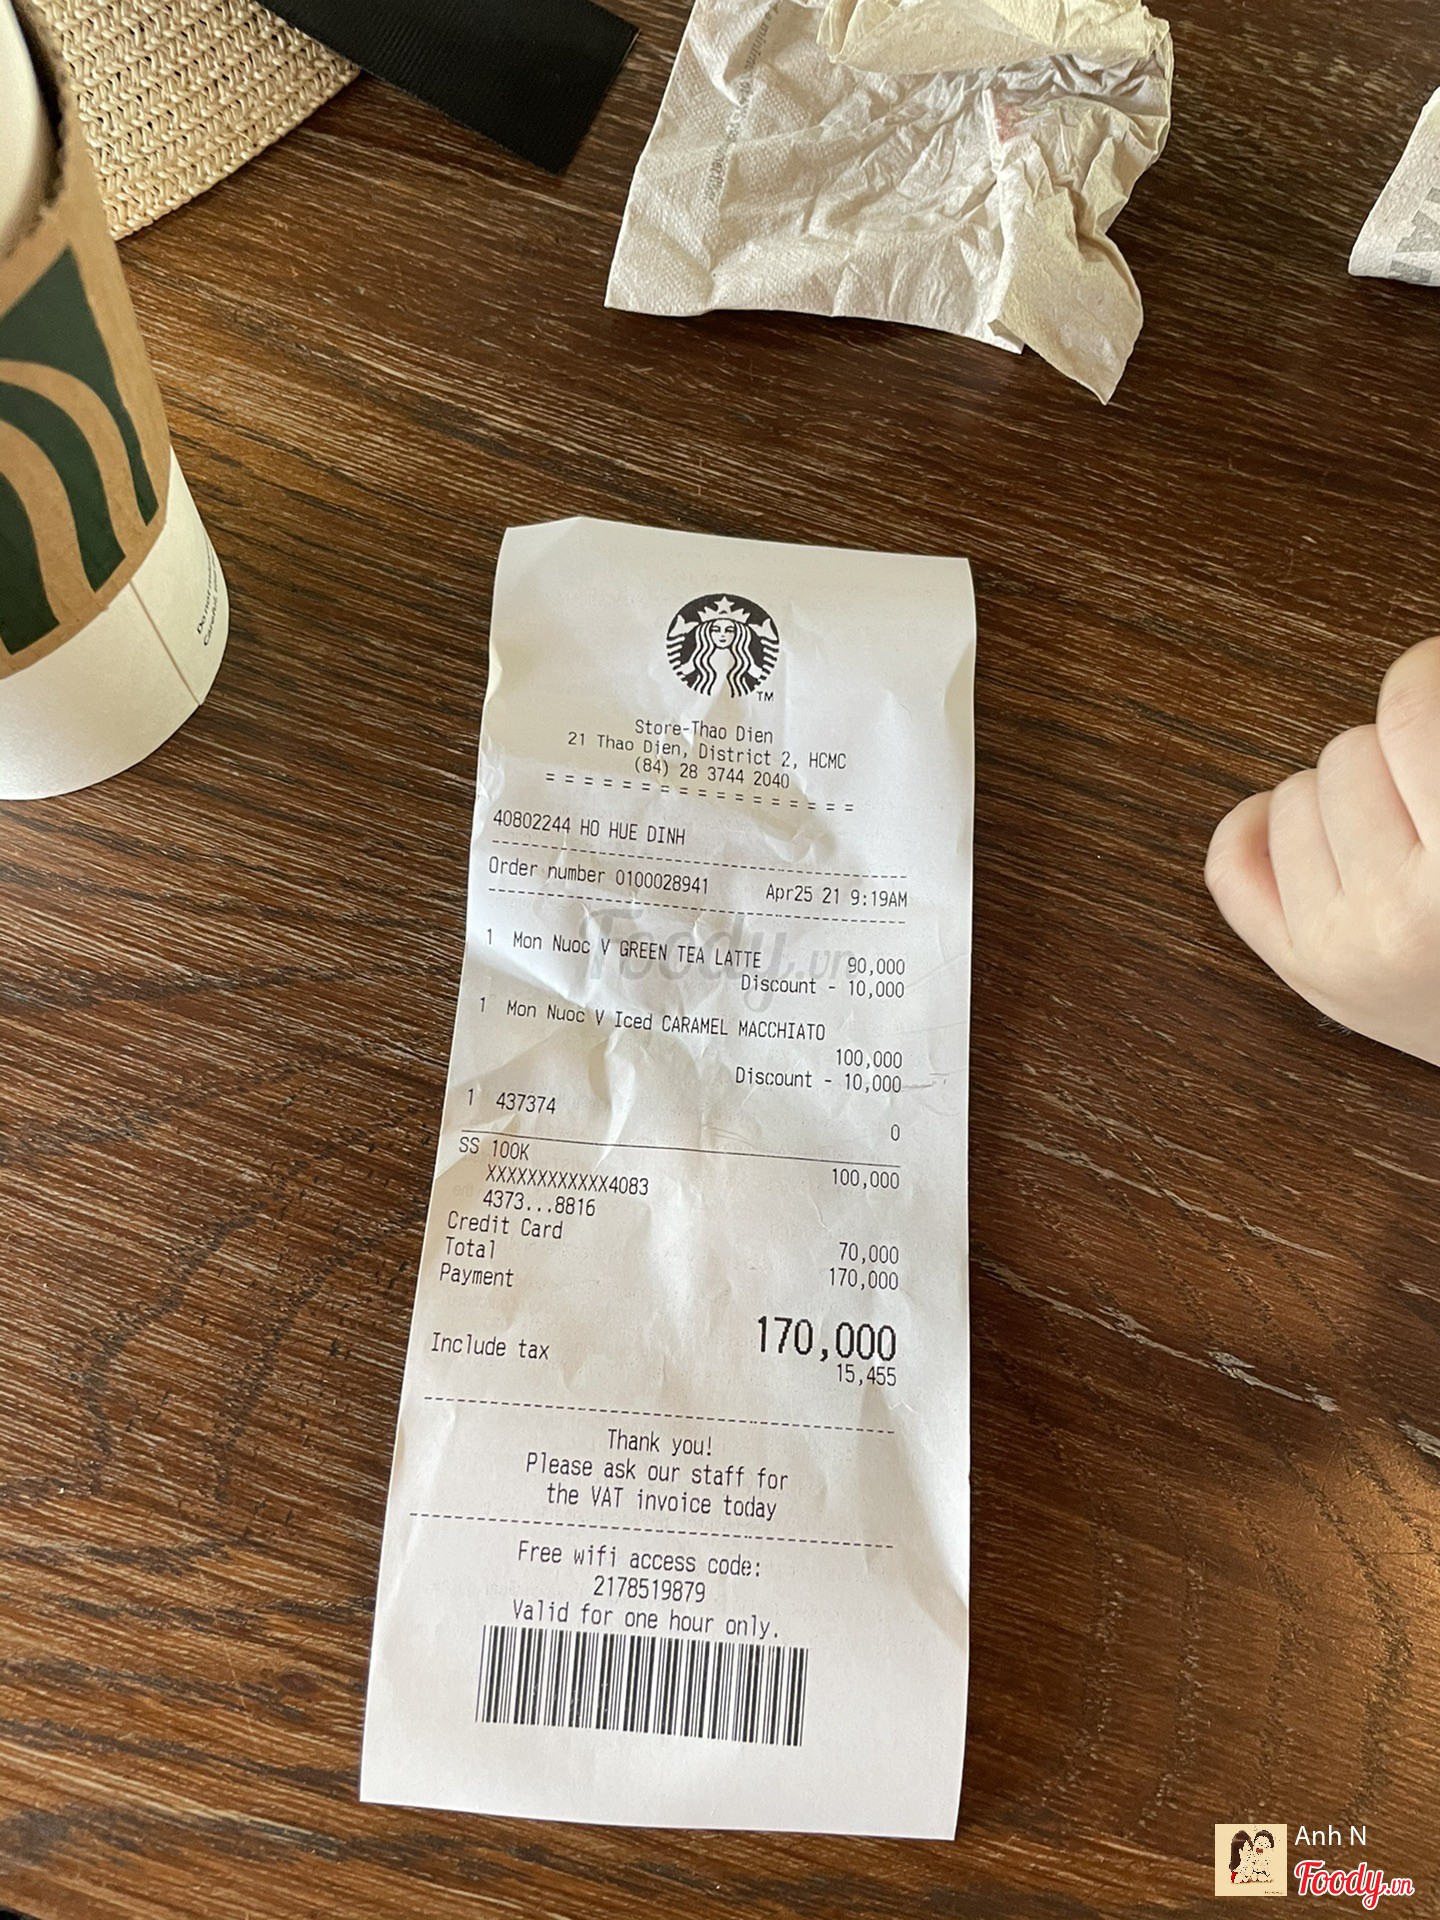 TM
Store-Thao Dien
21 Thao Dien, District 2, HCMC
(84) 28 3744 2040
= = = = = = = = = = = = = = = = =
40802244 HO HUE DINH
Order number 0100028941 Apr25 21 9:19AM
1 Mon Nuoc V GREEN TEA LATTE 90,000
Discount - 10,000
1 Mon Nuoc V Iced CARAMEL MACCHIATO
100,000
Discount - 10,000
1 437374 0
SS 100K 100,000
XXXXXXXXXXXX4083
4373...8816
Credit Card 70,000
Total 170,000
Payment
170,000
Include tax 15,455
Thank you!
Please ask our staff for
the VAT invoice today
Free wifi access code:
2178519879
Valid for one hour only.
Foody.vn
Anh N
Foody.vn